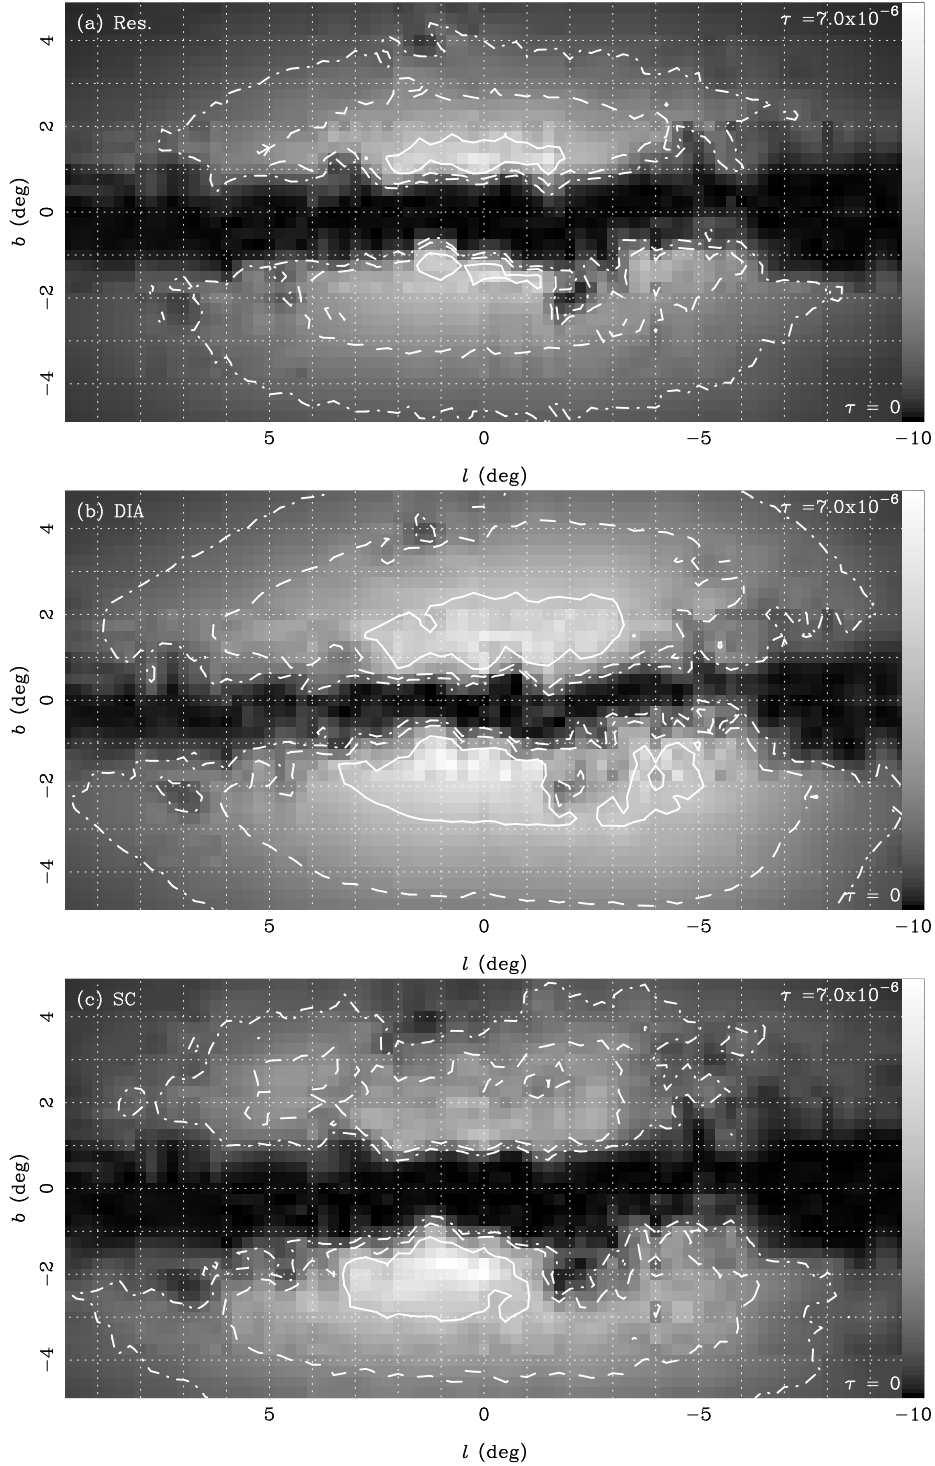 (a) Res.
τ =7.0x10⁻⁶
4
2
0
−2
−4
b (deg)
τ = 0
5
0
−5
−10
l (deg)
(b) DIA
τ =7.0x10⁻⁶
4
2
0
−2
−4
b (deg)
τ = 0
5
0
−5
−10
l (deg)
(c) SC
τ =7.0x10⁻⁶
4
2
0
−2
−4
b (deg)
τ = 0
5
0
−5
−10
l (deg)